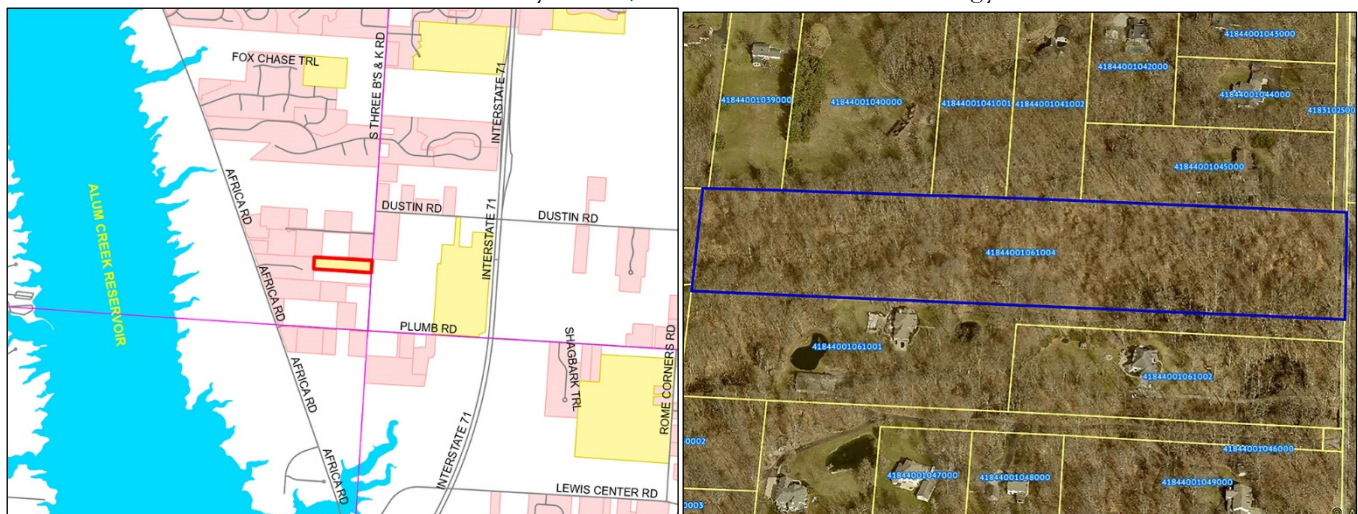 FOX CHASE TRL
S THREE B'S & K RD
INTERSTATE 71
INTERSTATE 71
AFRICA RD
ALUM CREEK RESERVOIR
DUSTIN RD
DUSTIN RD
AFRICA RD
INTERSTATE 71
PLUMB RD
SHAGBARK TRL
ROME CORNERS RD
AFRICA RD
INTERSTATE 71
AFRICA RD
LEWIS CENTER RD
41844001043000
41844001042000
41844001044000
41844001039000
41844001040000
41844001041001
41844001041002
41844001045000
41844001061004
41844001061001
41844001061002
41844001046000
41844001047000
41844001048000
41844001049000